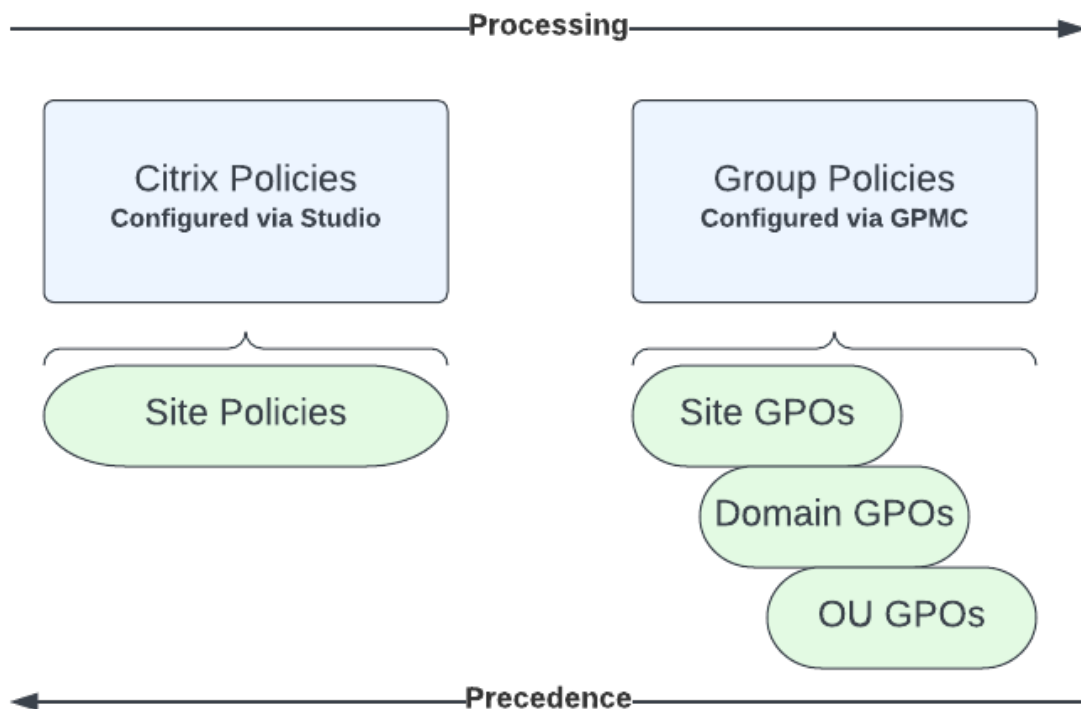 Processing
Citrix Policies
Configured via Studio
Group Policies
Configured via GPMC
Site Policies
Site GPOs
Domain GPOs
OU GPOs
Precedence